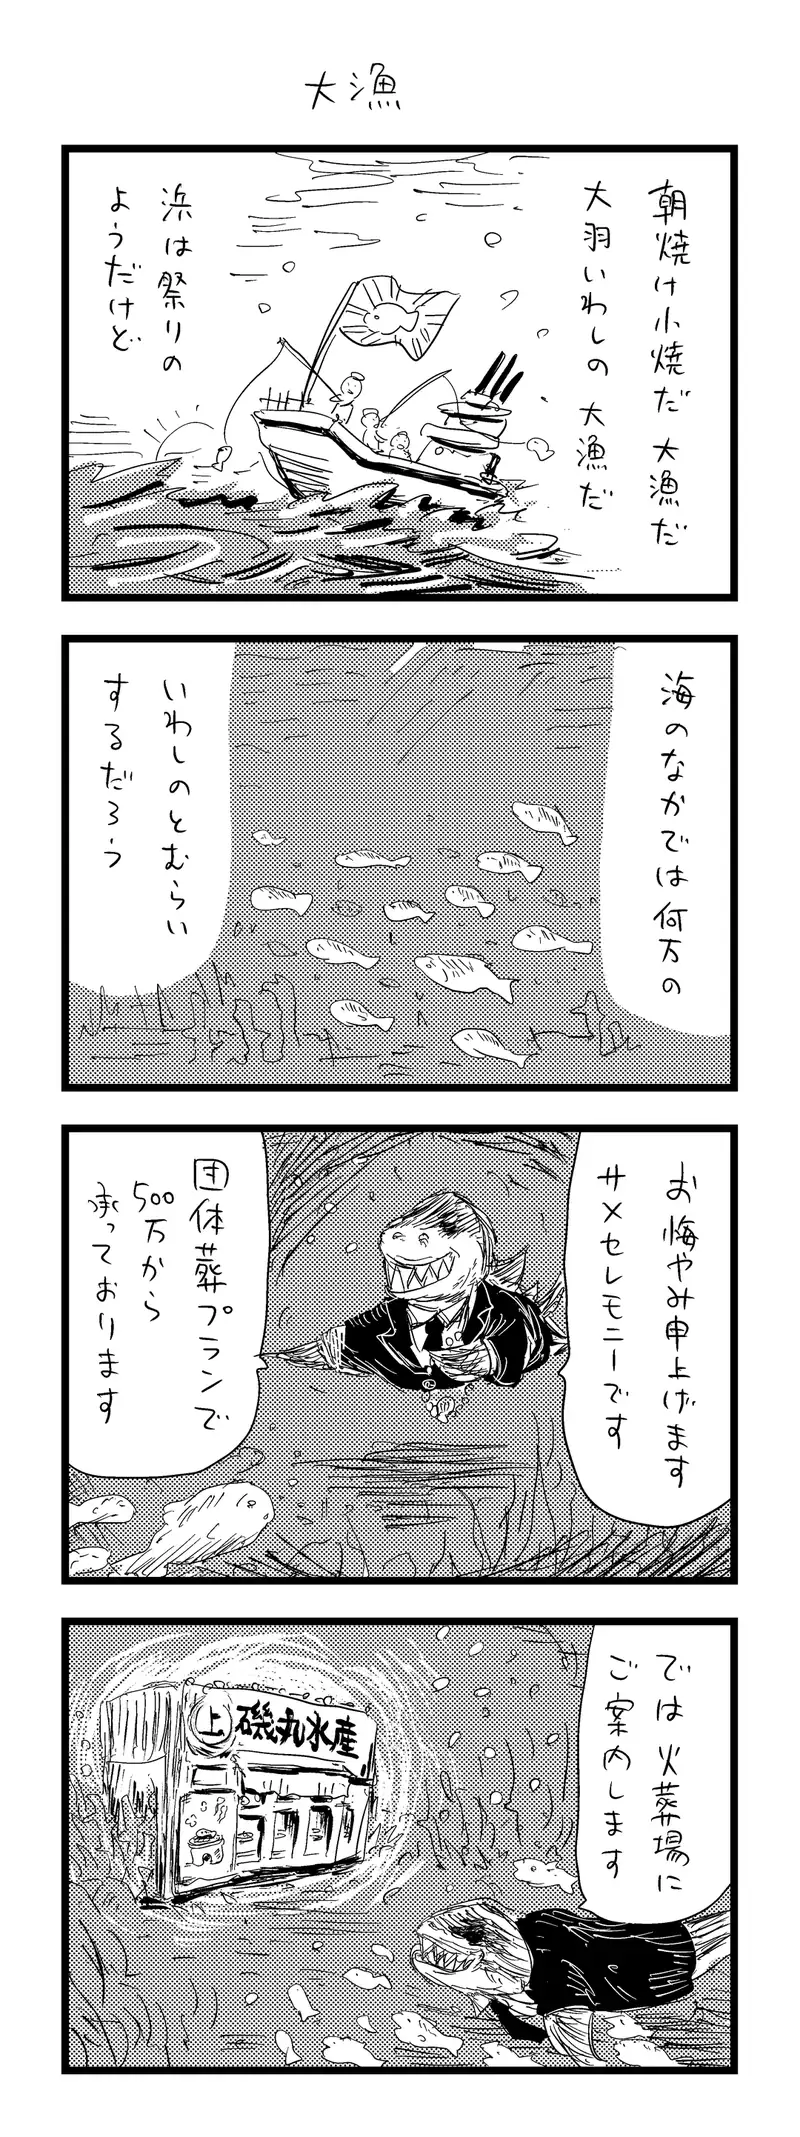 大漁
朝焼け小焼だ 大漁だ
大羽いわしの 大漁だ
浜は祭りの
ようだけど
海のなかでは 何万の
いわしのとむらい
するだろう
お悔やみ申上げます
サメセレモニーです
団体葬プランで
500万から
承っております
では 火葬場に
ご案内します
上 磯丸水産